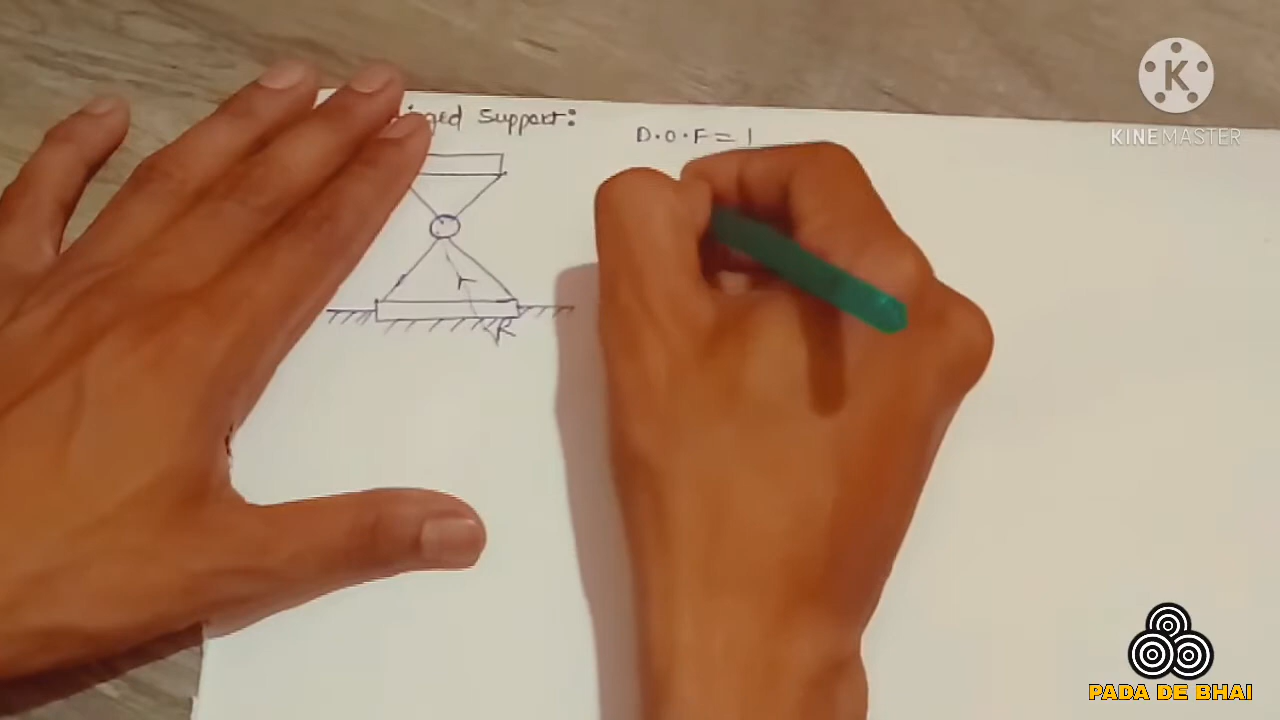 Support:
D.O.F = 1
R
K
KINEMASTER
PADA DE BHAI